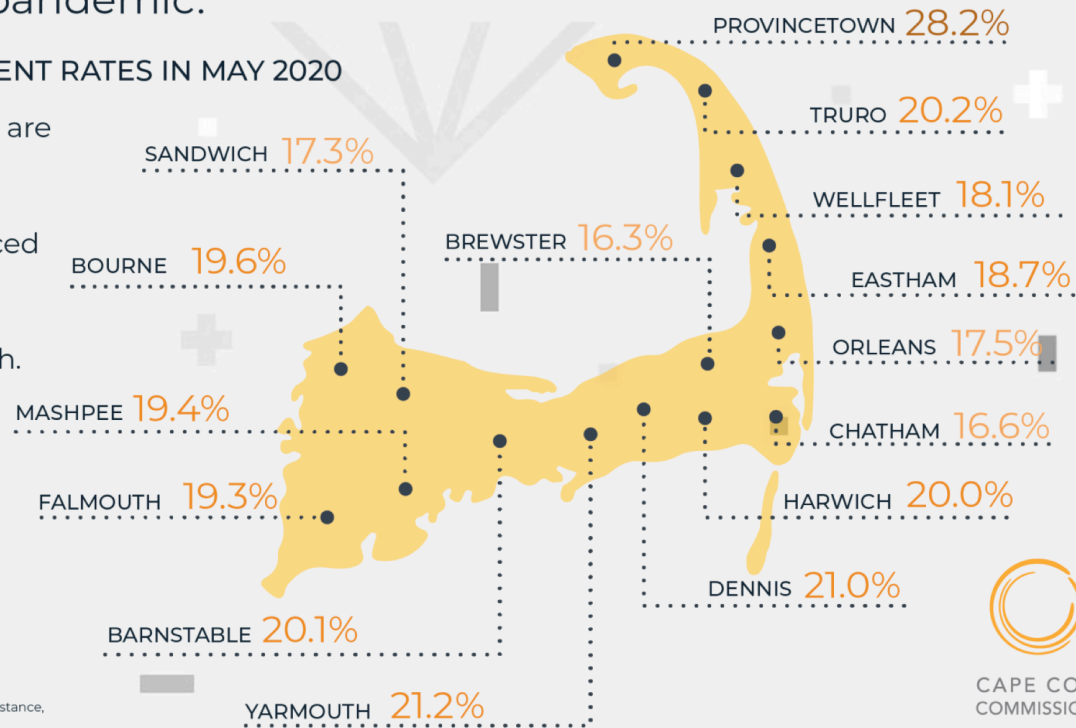 pandemic.
ENT RATES IN MAY 2020
are
ced
h.
PROVINCETOWN 28.2%
TRURO 20.2%
SANDWICH 17.3%
WELLFLEET 18.1%
BREWSTER 16.3%
BOURNE 19.6%
EASTHAM 18.7%
ORLEANS 17.5%
MASHPEE 19.4%
CHATHAM 16.6%
FALMOUTH 19.3%
HARWICH 20.0%
DENNIS 21.0%
BARNSTABLE 20.1%
YARMOUTH 21.2%
stance,
CAPE CO
COMMISSIO